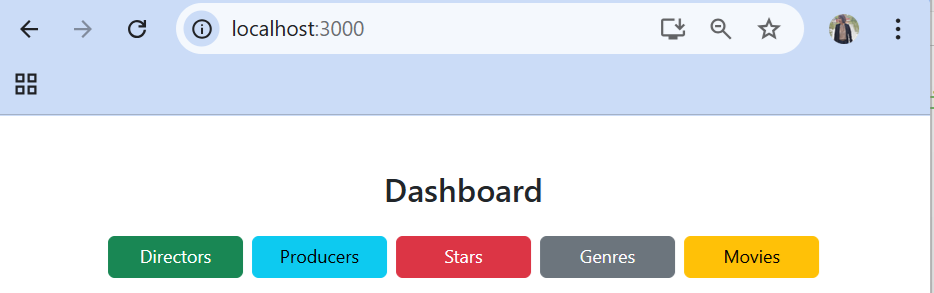 localhost:3000
Dashboard
Directors Producers Stars Genres Movies